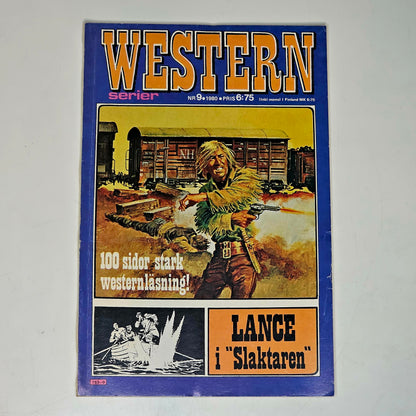 WESTERN
serier
NR 9 • 1980 • PRIS 6:75
100 sidor stark
westernläsning!
LANCE
i "Slaktaren"